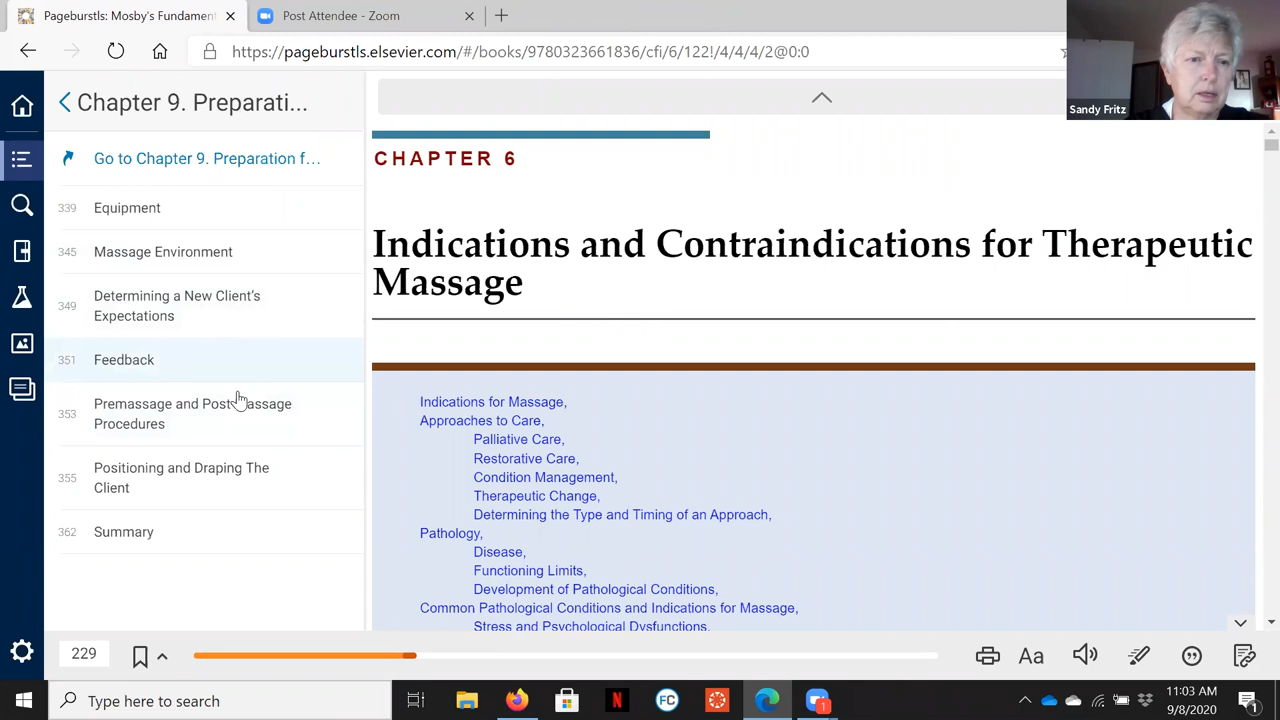 Pageburstls: Mosby's Fundament
Post Attendee - Zoom
https://pageburstls.elsevier.com/#/books/9780323661836/cfi/6/122!/4/4/4/2@0:0
Sandy Fritz
Chapter 9. Preparati...
Go to Chapter 9. Preparation f...
339 Equipment
345 Massage Environment
349 Determining a New Client's
Expectations
351 Feedback
353 Premassage and Postmassage
Procedures
355 Positioning and Draping The
Client
362 Summary
CHAPTER 6
Indications and Contraindications for Therapeutic
Massage
Indications for Massage,
Approaches to Care,
Palliative Care,
Restorative Care,
Condition Management,
Therapeutic Change,
Determining the Type and Timing of an Approach,
Pathology,
Disease,
Functioning Limits,
Development of Pathological Conditions,
Common Pathological Conditions and Indications for Massage,
Stress and Psychological Dysfunctions,
229
Aa
Type here to search
N
FC
1
11:03 AM
9/8/2020
1